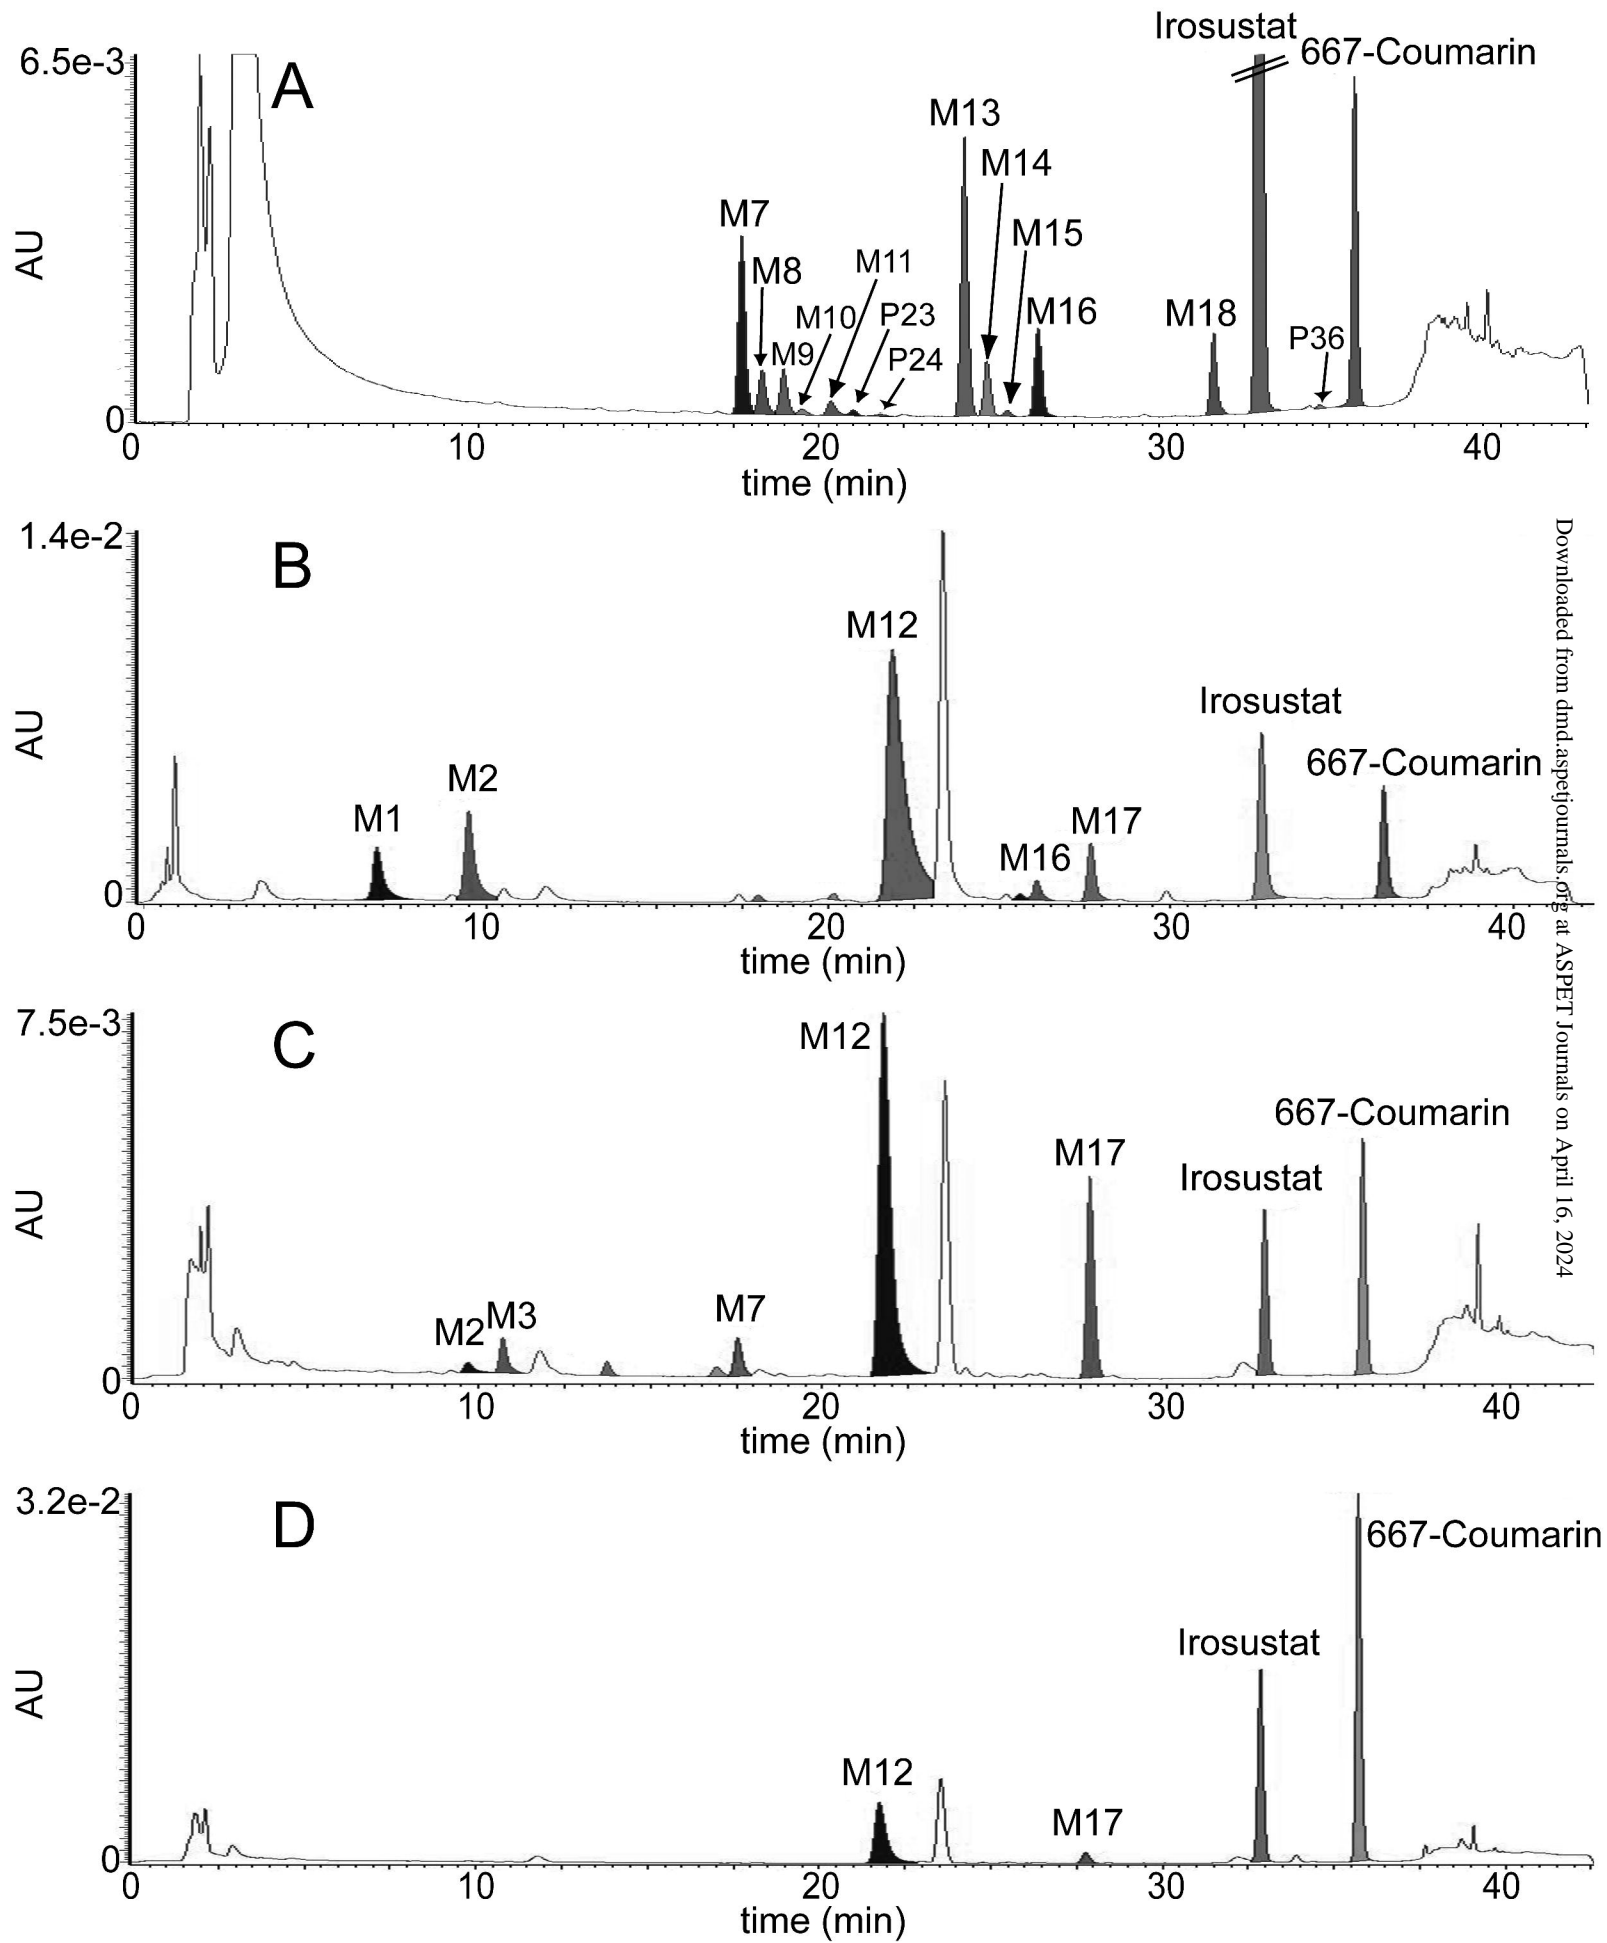 Irosustat
667-Coumarin
6.5e-3
A
M13
M14
M7
M15
M8
M11
M10
P23
M16
M18
M9
P24
P36
AU
0
0 10 20 30 40
time (min)
1.4e-2
B
M12
Irosustat
667-Coumarin
M2
M1
M17
M16
AU
0
0 10 20 30 40
time (min)
7.5e-3
C
M12
667-Coumarin
M17
Irosustat
M7
M2
M3
AU
0
0 10 20 30 40
time (min)
3.2e-2
D
667-Coumarin
Irosustat
M12
M17
AU
0
0 10 20 30 40
time (min)
Downloaded from dmd.aspetjournals.org at ASPET Journals on April 16, 2024